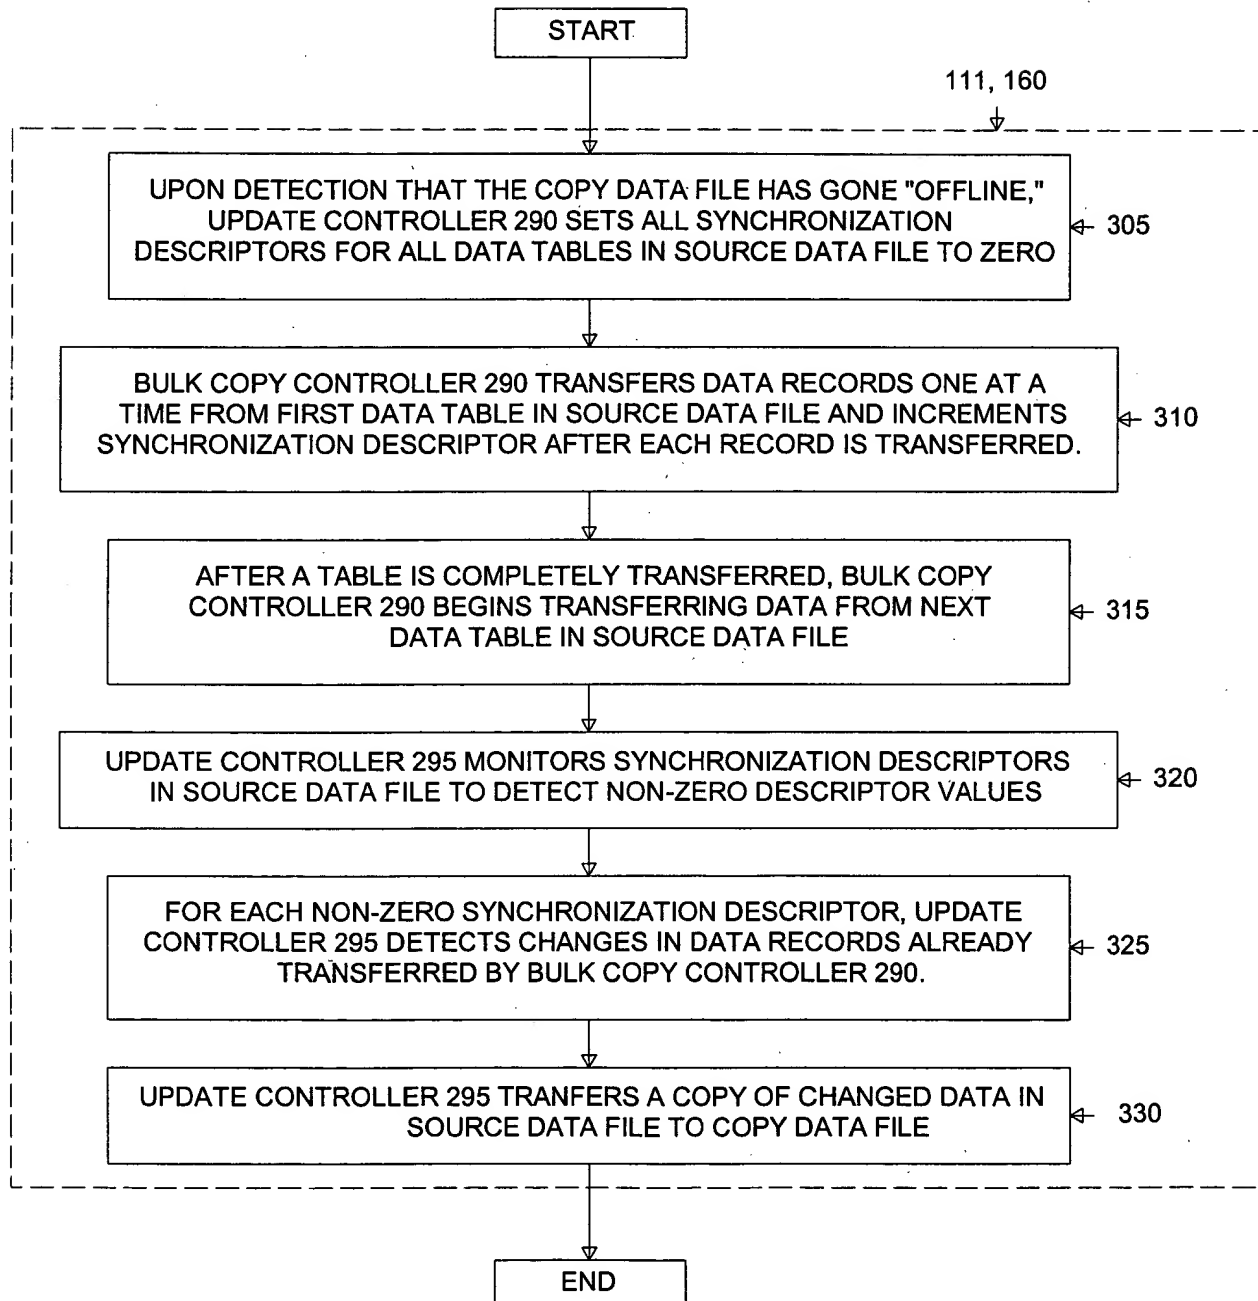 START
111, 160
UPON DETECTION THAT THE COPY DATA FILE HAS GONE "OFFLINE,"
UPDATE CONTROLLER 290 SETS ALL SYNCHRONIZATION
DESCRIPTORS FOR ALL DATA TABLES IN SOURCE DATA FILE TO ZERO
305
BULK COPY CONTROLLER 290 TRANSFERS DATA RECORDS ONE AT A
TIME FROM FIRST DATA TABLE IN SOURCE DATA FILE AND INCREMENTS
SYNCHRONIZATION DESCRIPTOR AFTER EACH RECORD IS TRANSFERRED.
310
AFTER A TABLE IS COMPLETELY TRANSFERRED, BULK COPY
CONTROLLER 290 BEGINS TRANSFERRING DATA FROM NEXT
DATA TABLE IN SOURCE DATA FILE
315
UPDATE CONTROLLER 295 MONITORS SYNCHRONIZATION DESCRIPTORS
IN SOURCE DATA FILE TO DETECT NON-ZERO DESCRIPTOR VALUES
320
FOR EACH NON-ZERO SYNCHRONIZATION DESCRIPTOR, UPDATE
CONTROLLER 295 DETECTS CHANGES IN DATA RECORDS ALREADY
TRANSFERRED BY BULK COPY CONTROLLER 290.
325
UPDATE CONTROLLER 295 TRANFERS A COPY OF CHANGED DATA IN
SOURCE DATA FILE TO COPY DATA FILE
330
END